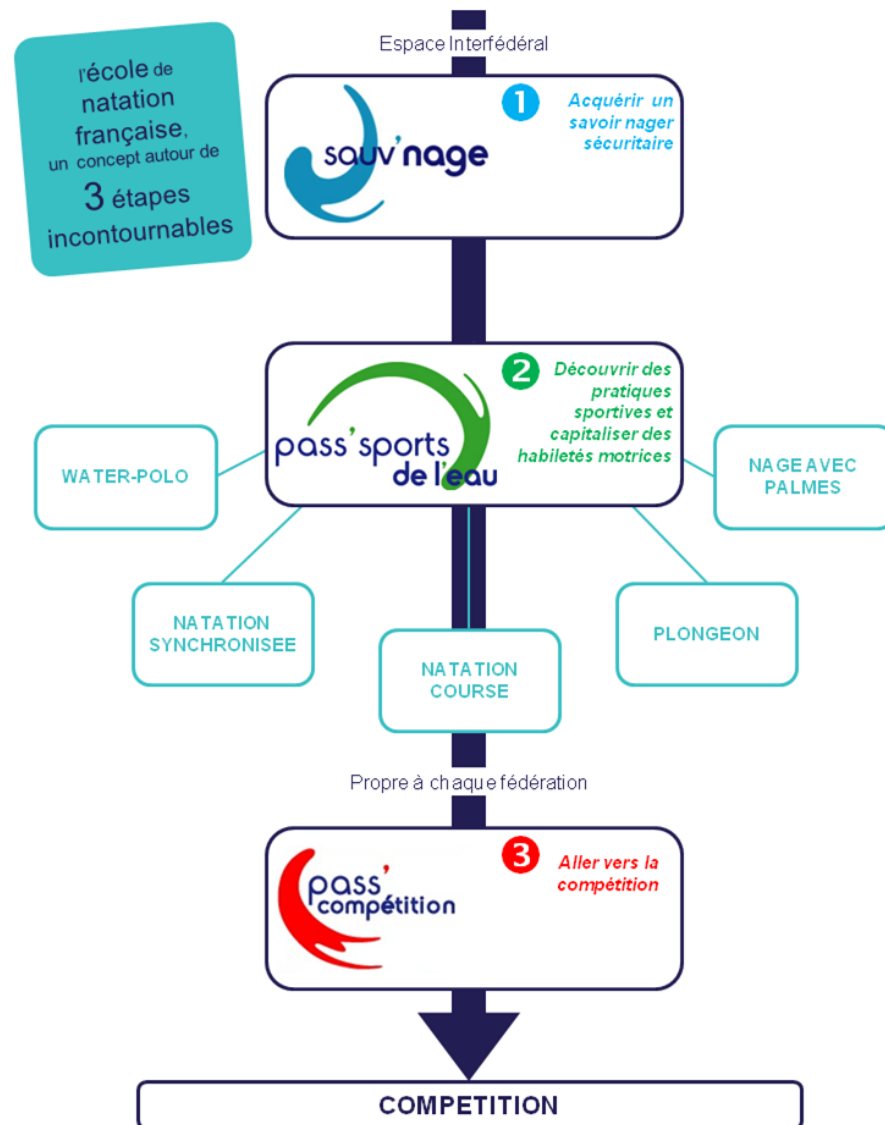 Espace Interfédéral
l'école de
natation
française,
un concept autour de
3 étapes
incontournables
sauv'nage
1
Acquérir un
savoir nager
sécuritaire
pass'sports
de l'eau
2
Découvrir des
pratiques
sportives et
capitaliser des
habiletés motrices
WATER-POLO
NAGE AVEC
PALMES
NATATION
SYNCHRONISEE
PLONGEON
NATATION
COURSE
Propre à chaque fédération
pass'
compétition
3
Aller vers la
compétition
COMPETITION